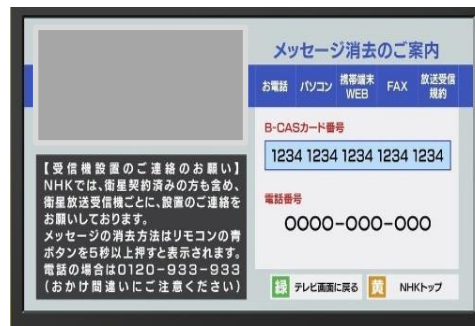 メッセージ消去のご案内
お電話 パソコン 携帯端末WEB FAX 放送受信規約
B-CASカード番号
1234 1234 1234 1234 1234
電話番号
0000-000-000
【受信機設置のご連絡のお願い】
NHKでは、衛星契約済みの方も含め、
衛星放送受信機ごとに、設置のご連絡を
お願いしております。
メッセージの消去方法はリモコンの青
ボタンを5秒以上押すと表示されます。
電話の場合は0120-933-933
(おかけ間違いにご注意ください)
緑 テレビ画面に戻る 黄 NHKトップ